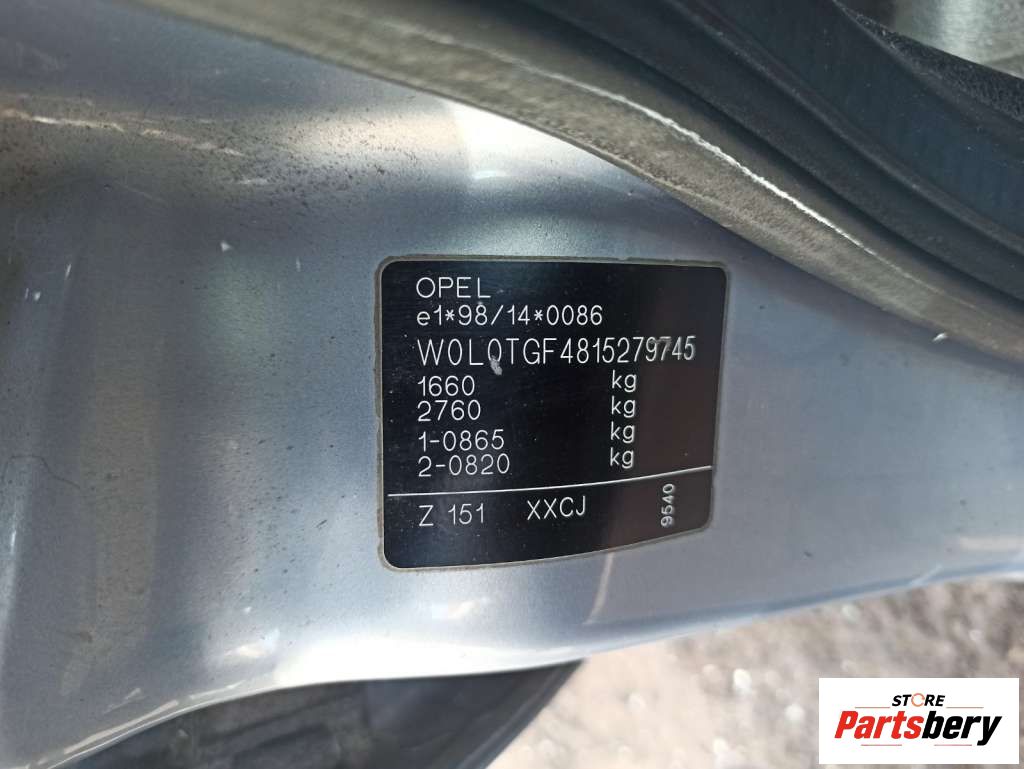 OPEL
e1*98/14*0086
W0L0TGF4815279745
1660 kg
2760 kg
1-0865 kg
2-0820 kg
Z 151 XXCJ 9540
STORE
Partsbery